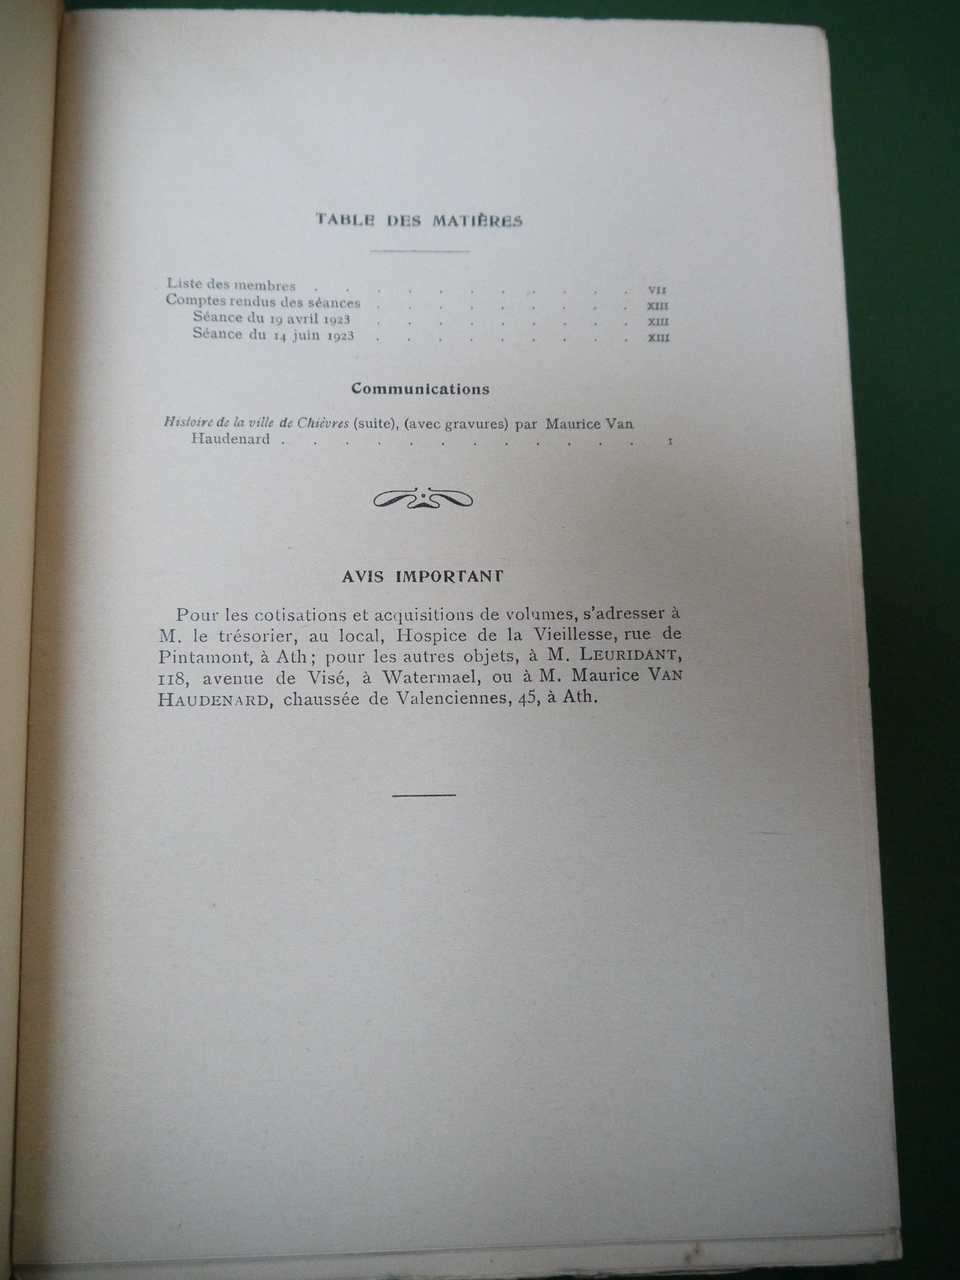 TABLE DES MATIÈRES
Liste des membres . . . . . . . . . . . VII
Comptes rendus des séances . . . . . . . . . XIII
Séance du 19 avril 1923 . . . . . . . . . XIII
Séance du 14 juin 1923 . . . . . . . . . XIII
Communications
Histoire de la ville de Chièvres (suite), (avec gravures) par Maurice Van
Haudenard . . . . . . . . . . . . 1
AVIS IMPORTANT
Pour les cotisations et acquisitions de volumes, s'adresser à
M. le trésorier, au local, Hospice de la Vieillesse, rue de
Pintamont, à Ath ; pour les autres objets, à M. LEURIDANT,
118, avenue de Visé, à Watermael, ou à M. Maurice VAN
HAUDENARD, chaussée de Valenciennes, 45, à Ath.